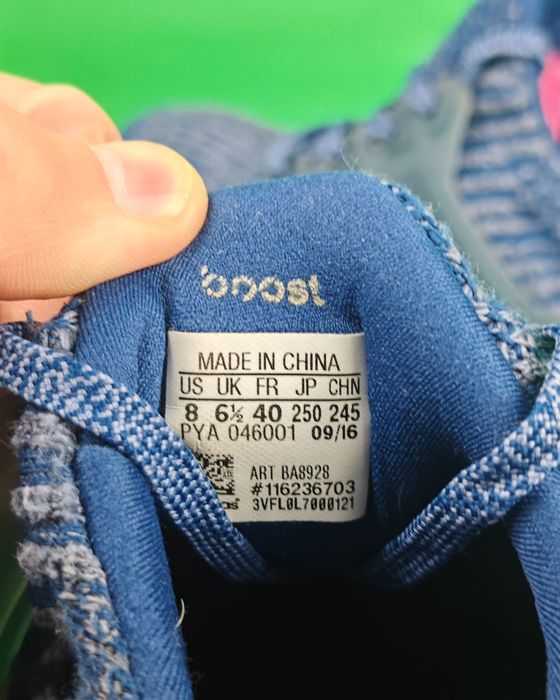 boost
MADE IN CHINA
US UK FR JP CHN
8 6½ 40 250 245
PYA 046001 09/16
ART BA8928
#116236703
3VFL0L7000121